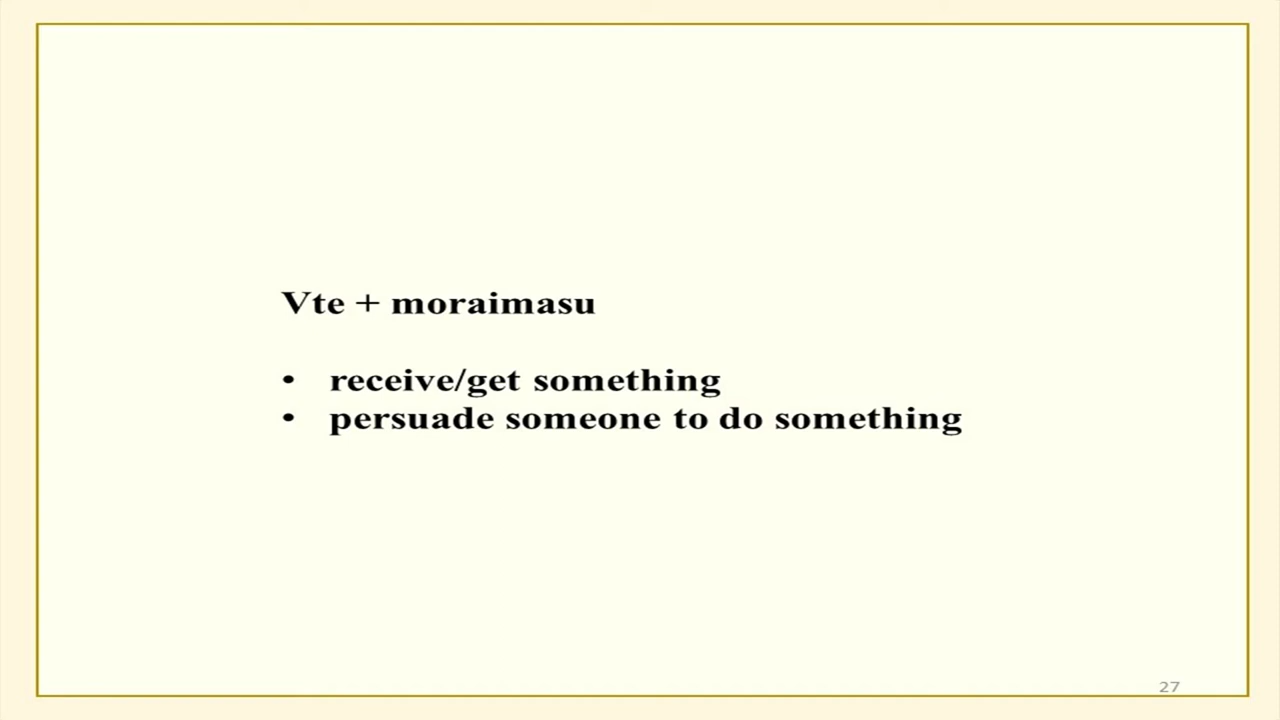 Vte + moraimasu
• receive/get something
• persuade someone to do something
27